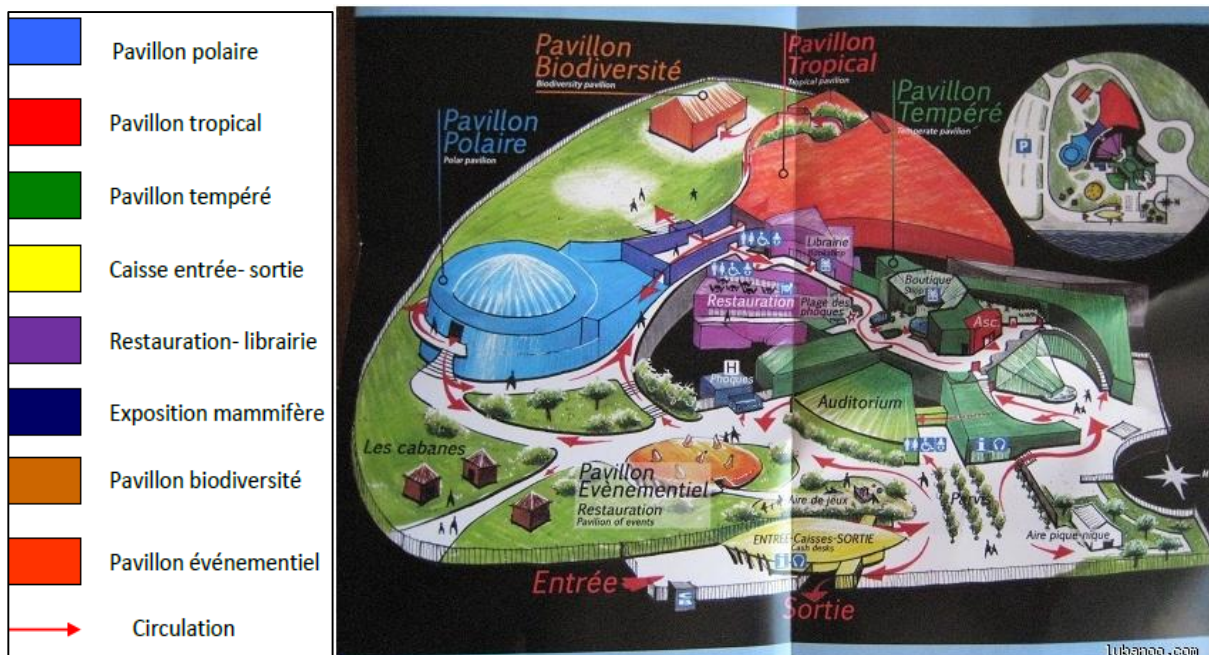 Pavillon polaire
Pavillon tropical
Pavillon tempéré
Caisse entrée- sortie
Restauration- librairie
Exposition mammifère
Pavillon biodiversité
Pavillon événementiel
Circulation
Pavillon
Biodiversité
Biodiversity pavilion
Pavillon
Tropical
Tropical pavilion
Pavillon
Tempéré
Temperate pavilion
Pavillon
Polaire
Polar pavilion
P
N
Librairie
Bookshop
Boutique
Shop
Restauration
Plage des
phoques
Asc.
H
Phoques
Auditorium
Les cabanes
Pavillon
Evènementiel
Restauration
Pavilion of events
Aire de jeux
Parvis
Aire pique-nique
ENTRÉE-Caisses-SORTIE
Cash desks
Entrée
Sortie
lubanoo.com